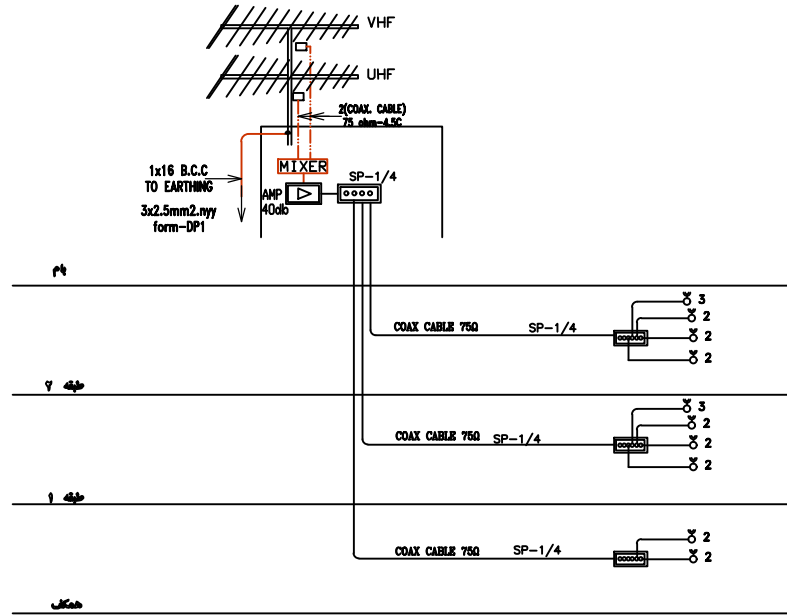 VHF
UHF
2(COAX. CABLE)
75 ohm-4.5C
MIXER
1x16 B.C.C
TO EARTHING
SP-1/4
AMP
40db
3x2.5mm2.nyy
form-DP1
بام
3
2
COAX CABLE 75Ω
SP-1/4
2
2
طبقه ۲
3
2
COAX CABLE 75Ω
SP-1/4
2
2
طبقه ۱
2
COAX CABLE 75Ω
SP-1/4
2
همکف